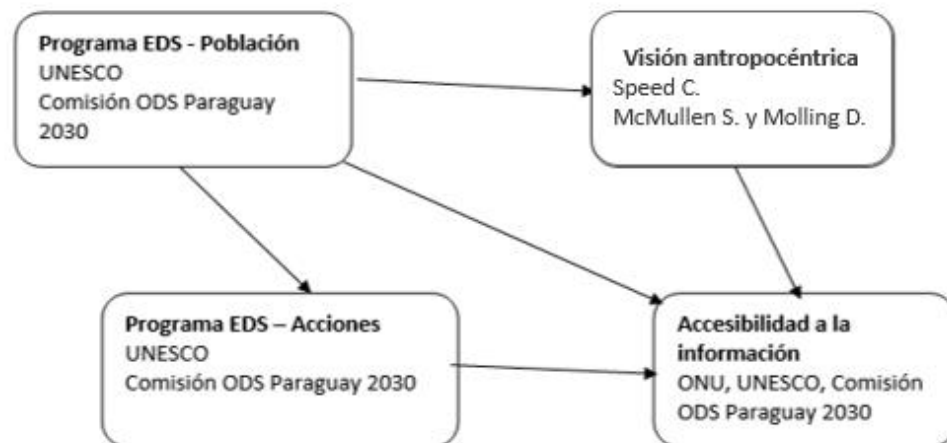 Programa EDS - Población
UNESCO
Comisión ODS Paraguay
2030
Visión antropocéntrica
Speed C.
McMullen S. y Molling D.
Programa EDS – Acciones
UNESCO
Comisión ODS Paraguay 2030
Accesibilidad a la
información
ONU, UNESCO, Comisión
ODS Paraguay 2030